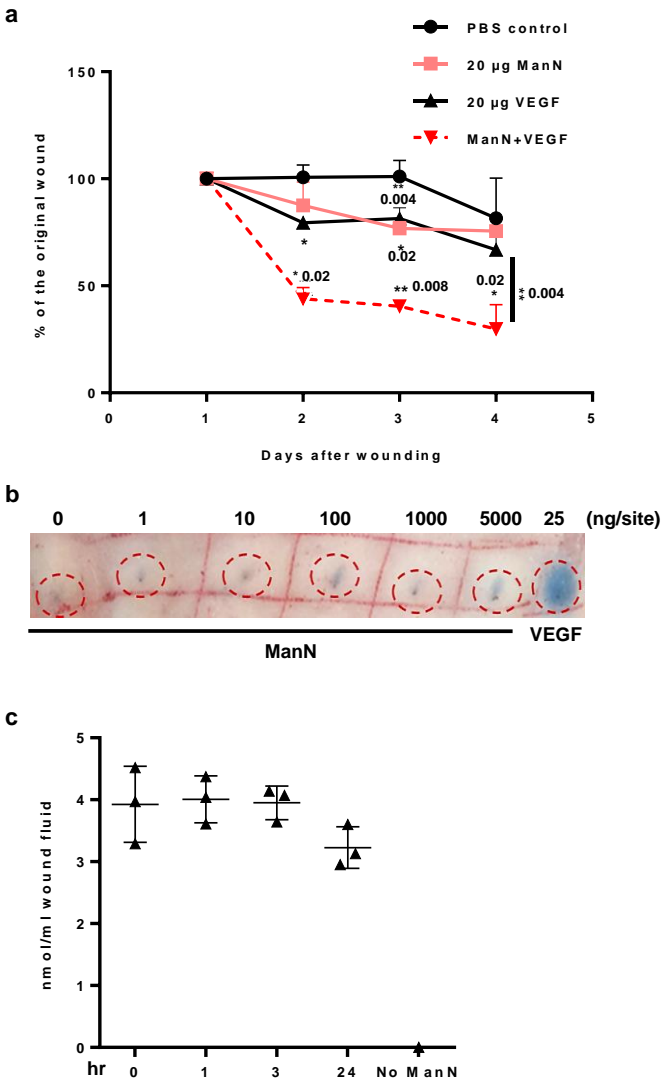 a
PBS control
20 µg ManN
20 µg VEGF
ManN+VEGF
% of the original wound
150
100
50
0
**
0.004
*
*
0.02
* 0.02
** 0.008
0.02
*
** 0.004
0 1 2 3 4 5
Days after wounding
b
0 1 10 100 1000 5000 25 (ng/site)
ManN
VEGF
c
nmol/ml wound fluid
5
4
3
2
1
0
hr 0 1 3 24 No ManN